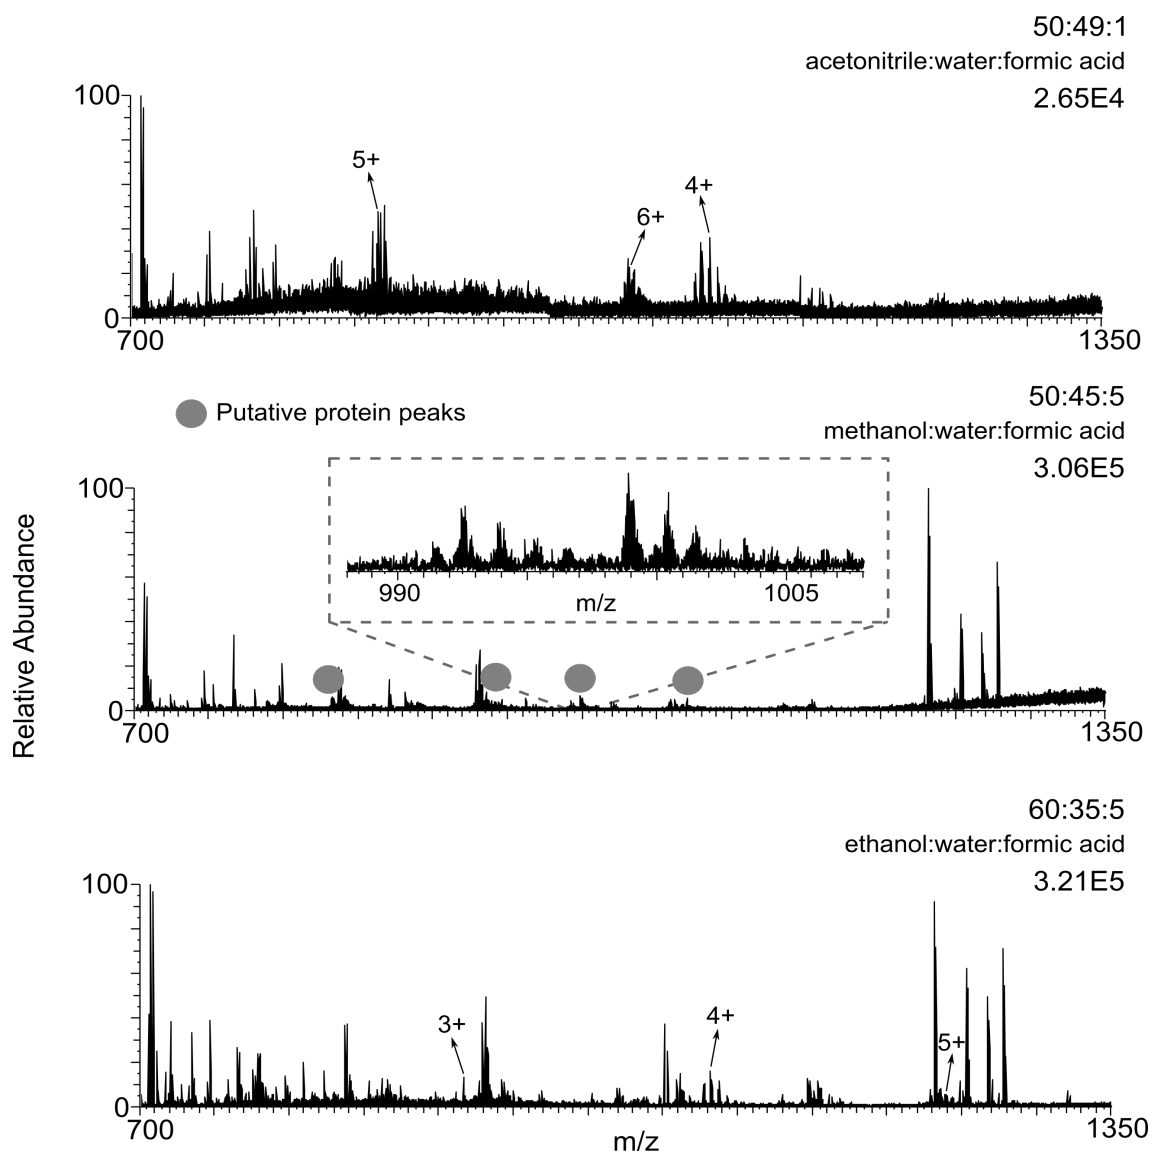 50:49:1
acetonitrile:water:formic acid
2.65E4
100
5+
6+
4+
0
700
1350
Putative protein peaks
50:45:5
methanol:water:formic acid
3.06E5
100
990
m/z
1005
0
700
1350
Relative Abundance
60:35:5
ethanol:water:formic acid
3.21E5
100
3+
4+
5+
0
700
m/z
1350